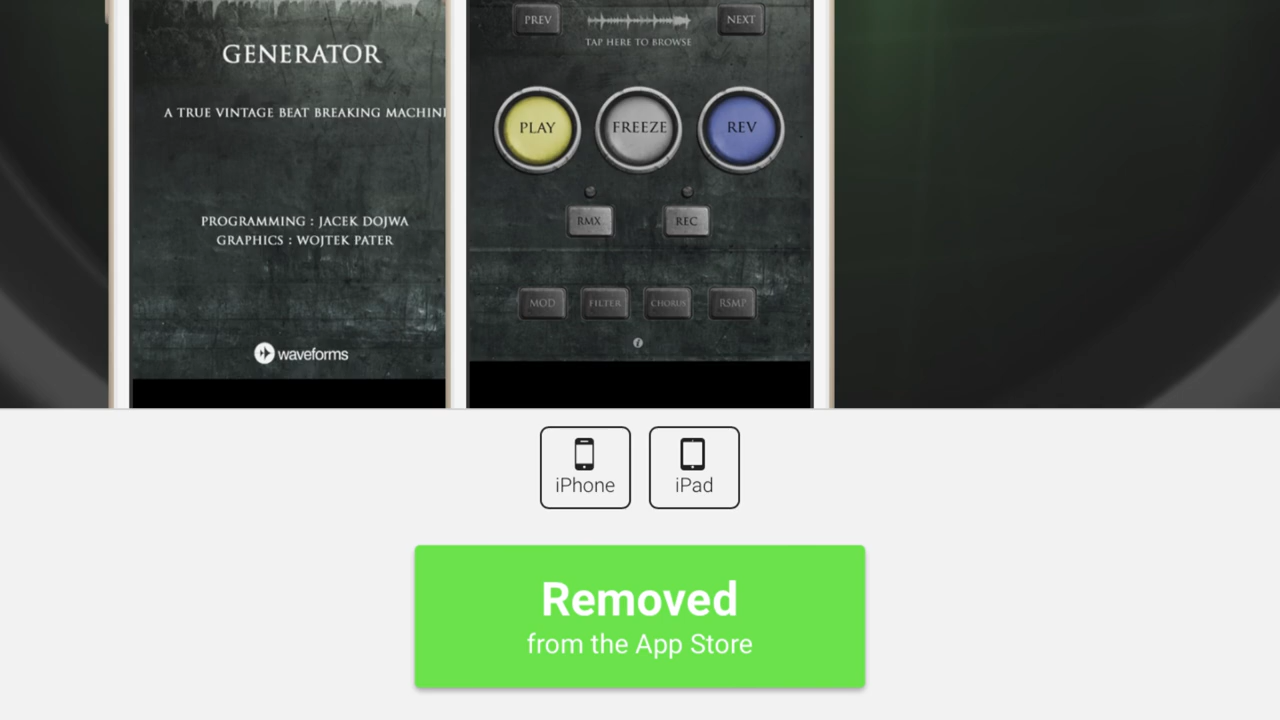 GENERATOR
A TRUE VINTAGE BEAT BREAKING MACHIN
PROGRAMMING : JACEK DOJWA
GRAPHICS : WOJTEK PATER
waveforms
PREV
NEXT
TAP HERE TO BROWSE
PLAY
FREEZE
REV
RMX
REC
MOD
FILTER
CHORUS
RSMP
i
iPhone
iPad
Removed
from the App Store